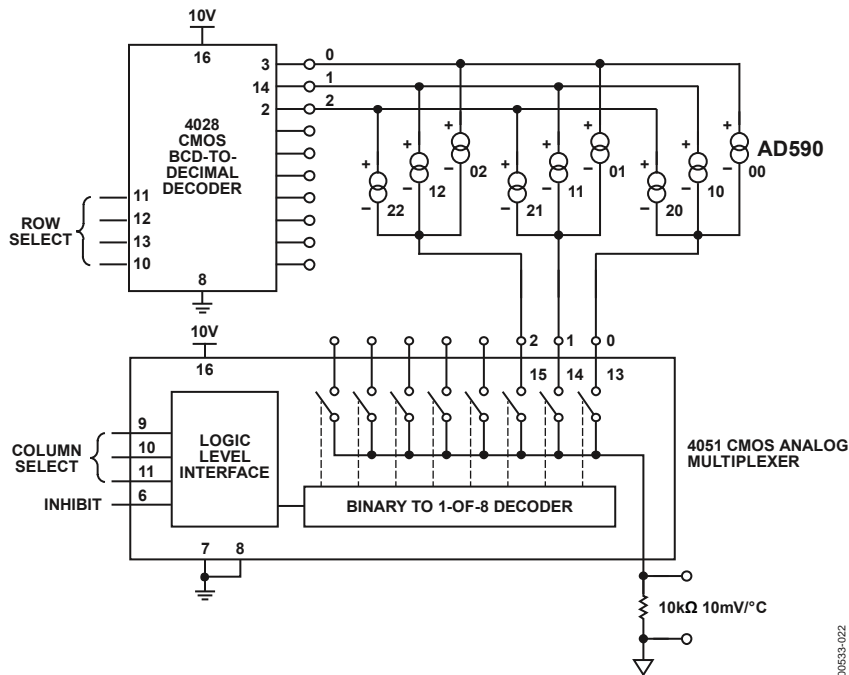 10V
16
3
0
14
1
2
2
4028
CMOS
BCD-TO-
DECIMAL
DECODER
ROW
SELECT
11
12
13
10
8
+
−
22
+
−
12
+
−
02
+
−
21
+
−
11
+
−
01
+
−
20
+
−
10
+
−
00
AD590
10V
16
2
1
0
15
14
13
COLUMN
SELECT
9
10
11
INHIBIT
6
LOGIC
LEVEL
INTERFACE
BINARY TO 1-OF-8 DECODER
4051 CMOS ANALOG
MULTIPLEXER
7
8
10kΩ 10mV/°C
00533-022